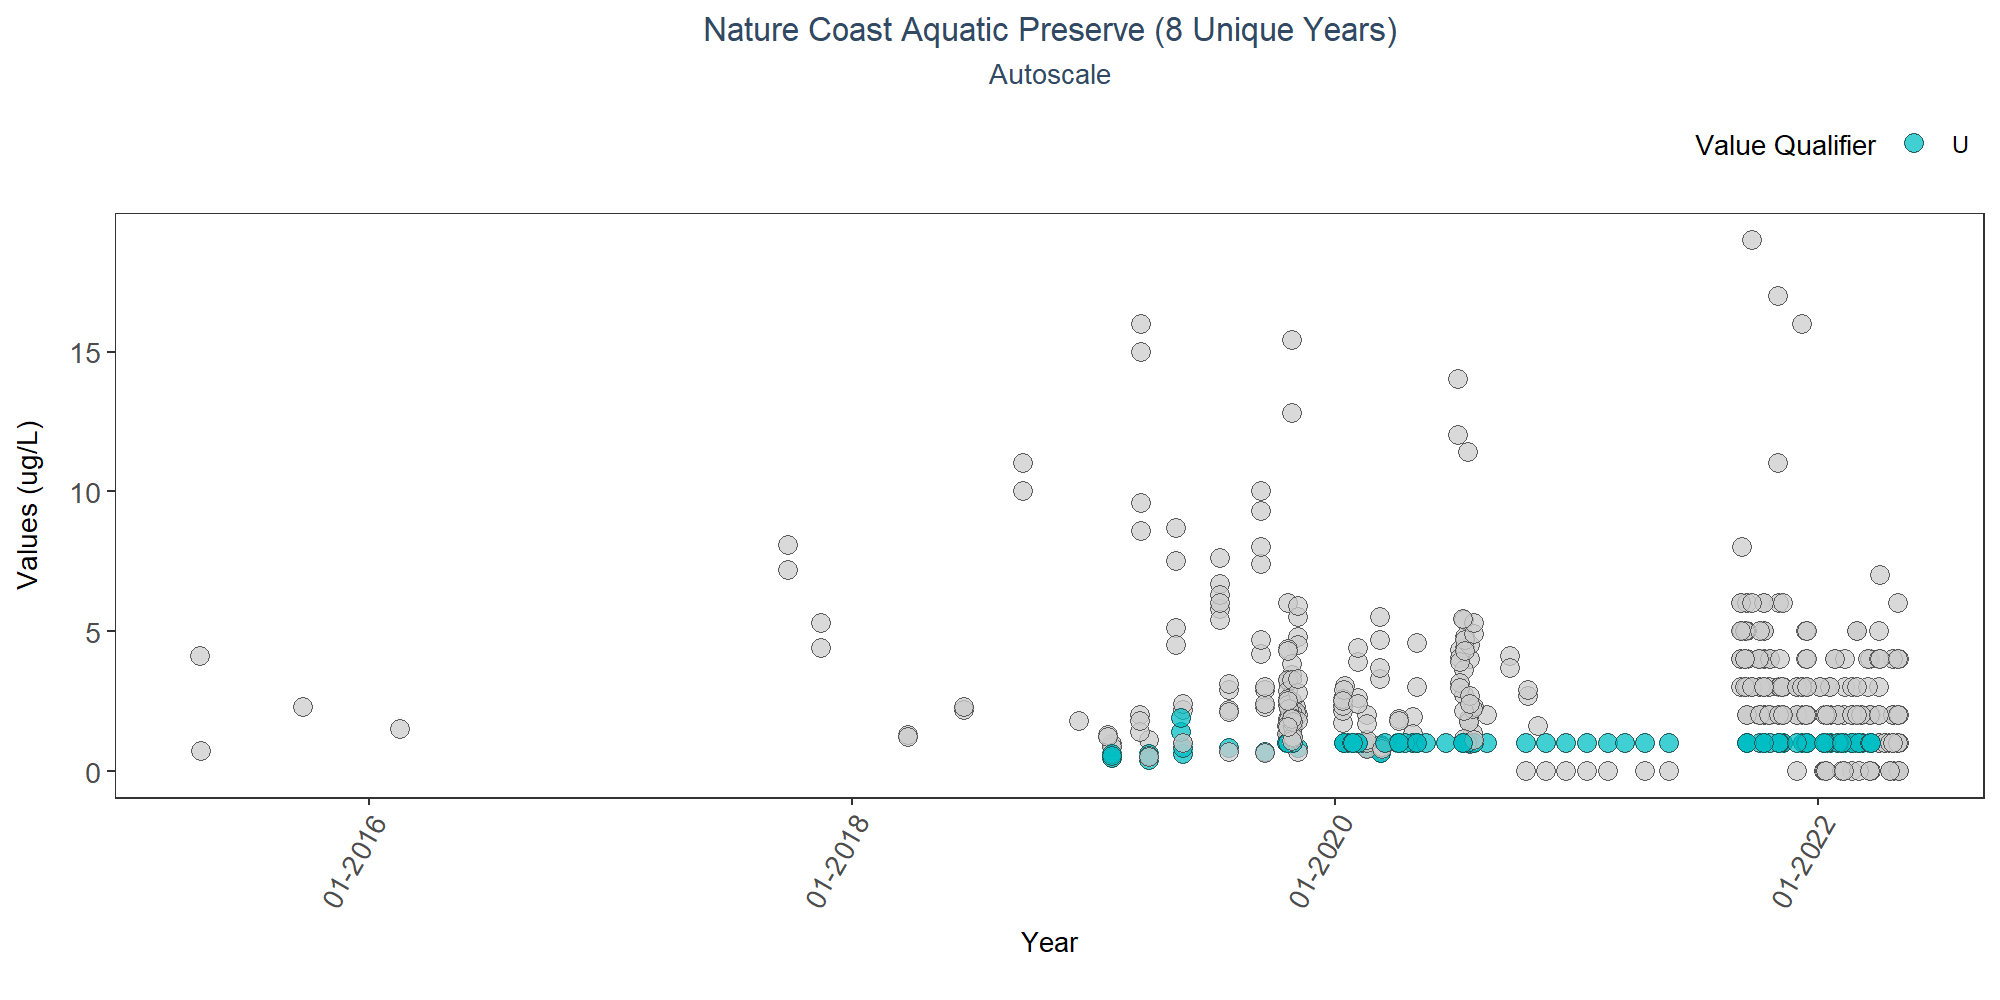 Nature Coast Aquatic Preserve (8 Unique Years)
Autoscale
Value Qualifier U
Values (ug/L)
15
10
5
0
01-2016
01-2018
01-2020
01-2022
Year